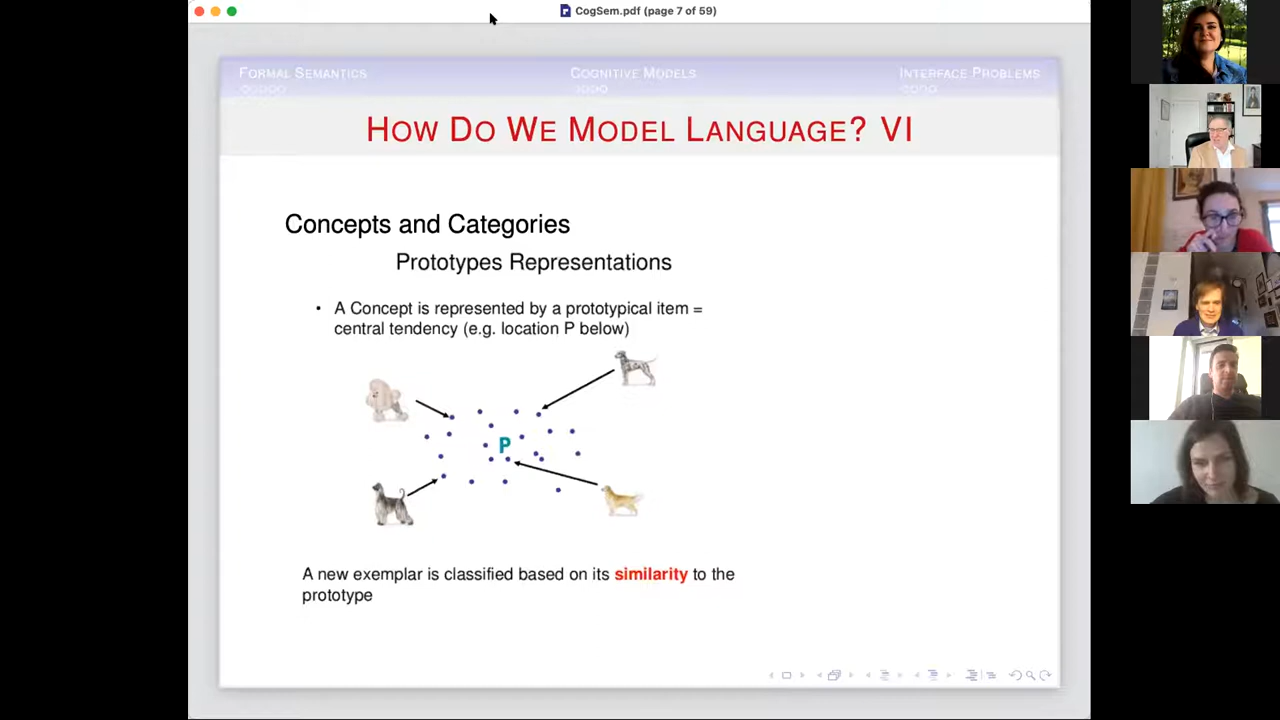 CogSem.pdf (page 7 of 59)
FORMAL SEMANTICS COGNITIVE MODELS INTERFACE PROBLEMS
HOW DO WE MODEL LANGUAGE? VI
Concepts and Categories
Prototypes Representations
• A Concept is represented by a prototypical item =
central tendency (e.g. location P below)
P
A new exemplar is classified based on its similarity to the
prototype